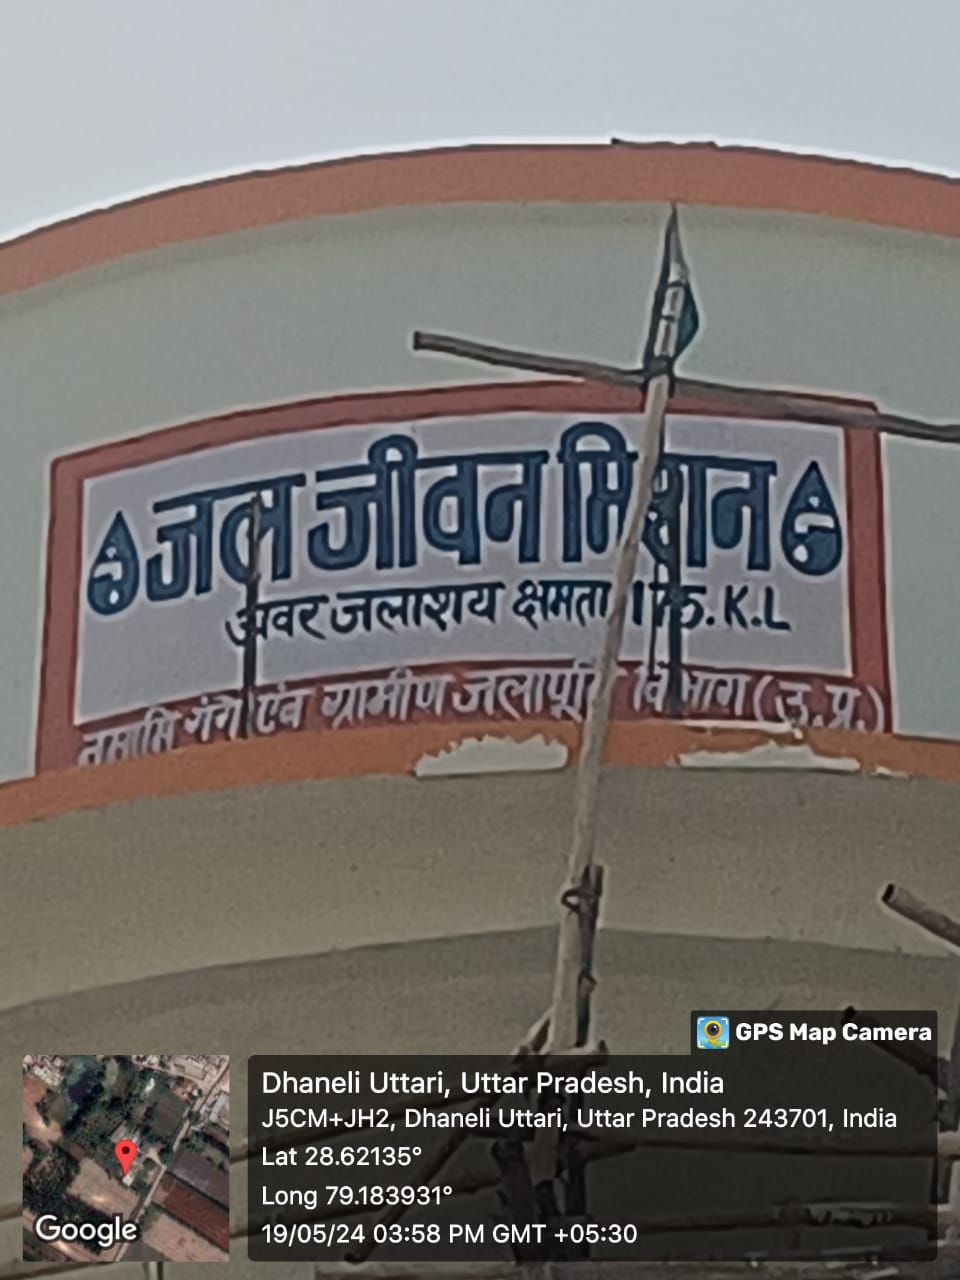 जल जीवन मिशन
अवर जलाशय क्षमता 175.K.L
नमामि गंगे एंव ग्रामीण जलापूर्ति विभाग (उ.प्र.)
GPS Map Camera
Dhaneli Uttari, Uttar Pradesh, India
J5CM+JH2, Dhaneli Uttari, Uttar Pradesh 243701, India
Lat 28.62135°
Long 79.183931°
19/05/24 03:58 PM GMT +05:30
Google